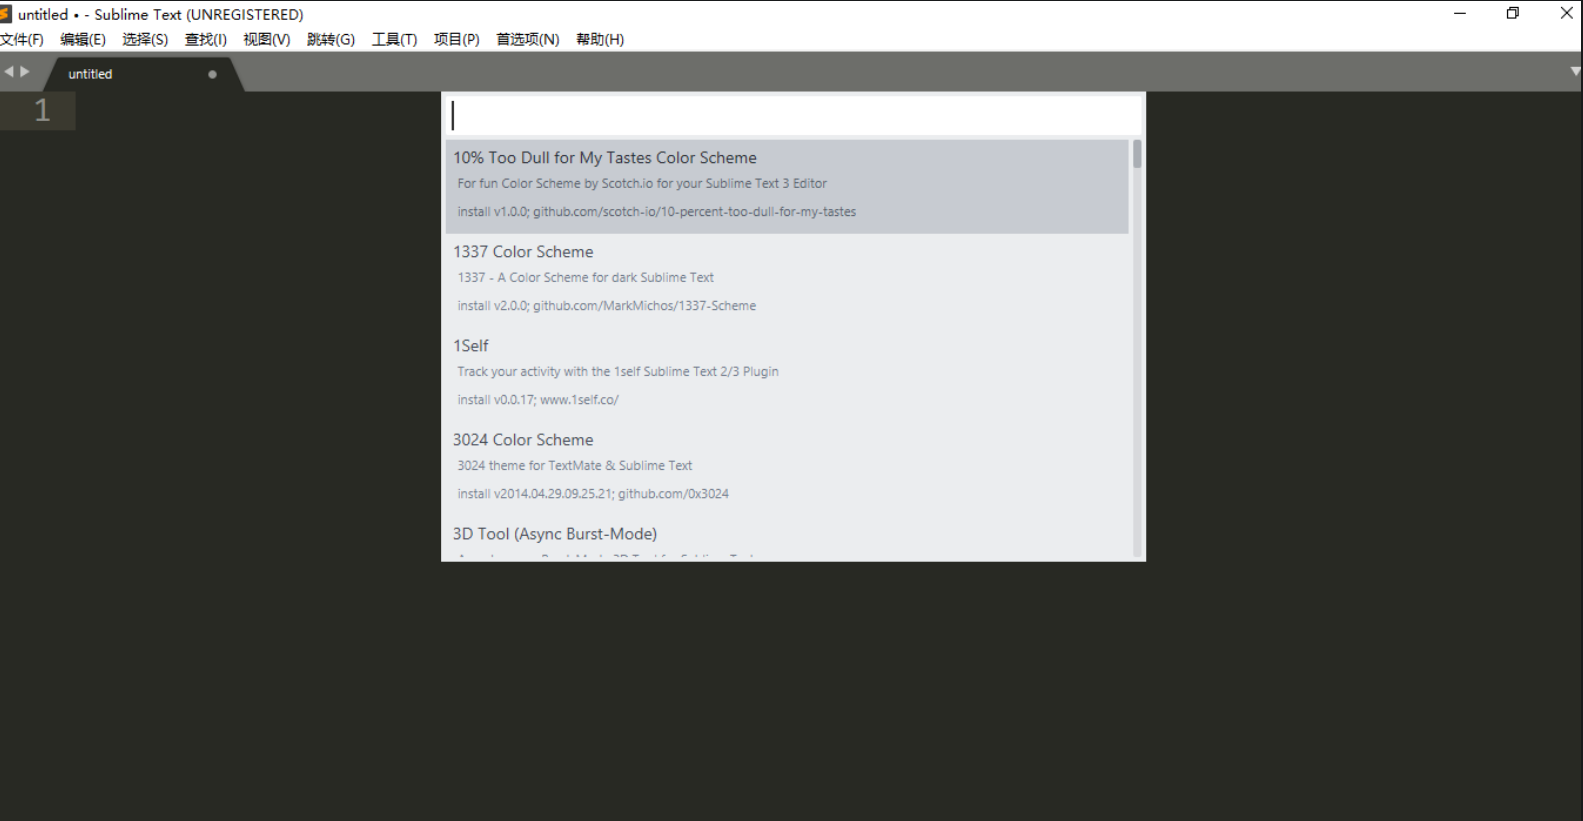 untitled • - Sublime Text (UNREGISTERED)
文件(F) 编辑(E) 选择(S) 查找(I) 视图(V) 跳转(G) 工具(T) 项目(P) 首选项(N) 帮助(H)
untitled
1
10% Too Dull for My Tastes Color Scheme
For fun Color Scheme by Scotch.io for your Sublime Text 3 Editor
install v1.0.0; github.com/scotch-io/10-percent-too-dull-for-my-tastes
1337 Color Scheme
1337 - A Color Scheme for dark Sublime Text
install v2.0.0; github.com/MarkMichos/1337-Scheme
1Self
Track your activity with the 1self Sublime Text 2/3 Plugin
install v0.0.17; www.1self.co/
3024 Color Scheme
3024 theme for TextMate & Sublime Text
install v2014.04.29.09.25.21; github.com/0x3024
3D Tool (Async Burst-Mode)